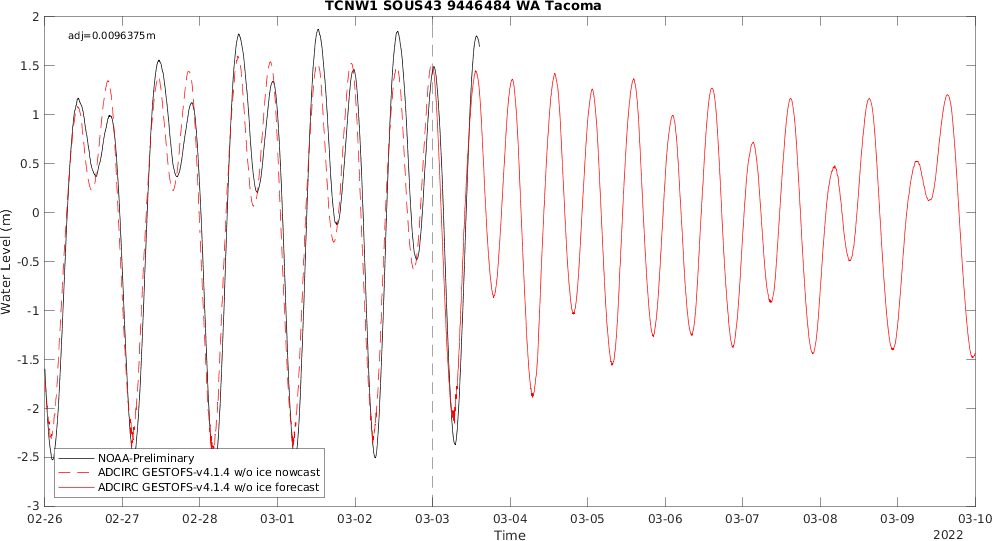 TCNW1 SOUS43 9446484 WA Tacoma
adj=0.0096375m
2
1.5
1
0.5
0
-0.5
-1
-1.5
-2
-2.5
-3
Water Level (m)
NOAA-Preliminary
ADCIRC GESTOFS-v4.1.4 w/o ice nowcast
ADCIRC GESTOFS-v4.1.4 w/o ice forecast
02-26 02-27 02-28 03-01 03-02 03-03 03-04 03-05 03-06 03-07 03-08 03-09 03-10
Time
2022